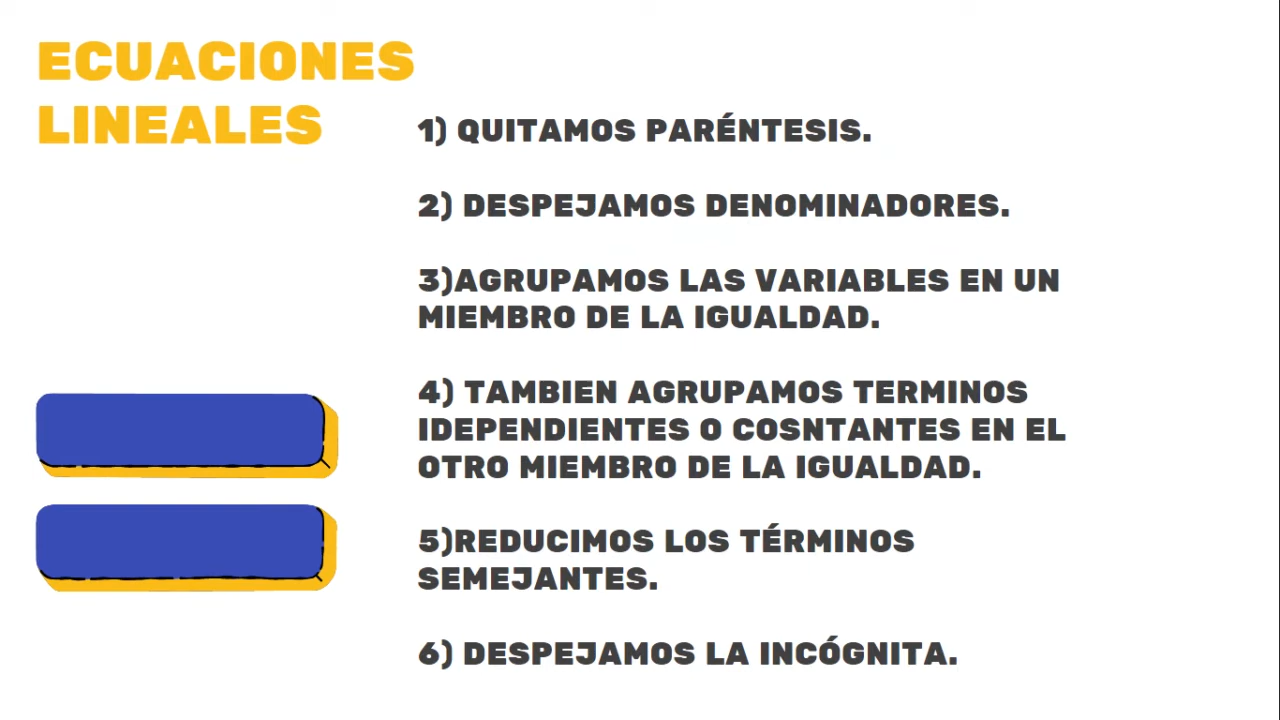 ECUACIONES
LINEALES
1) QUITAMOS PARÉNTESIS.
2) DESPEJAMOS DENOMINADORES.
3)AGRUPAMOS LAS VARIABLES EN UN
MIEMBRO DE LA IGUALDAD.
4) TAMBIEN AGRUPAMOS TERMINOS
IDEPENDIENTES O COSNTANTES EN EL
OTRO MIEMBRO DE LA IGUALDAD.
5)REDUCIMOS LOS TÉRMINOS
SEMEJANTES.
6) DESPEJAMOS LA INCÓGNITA.